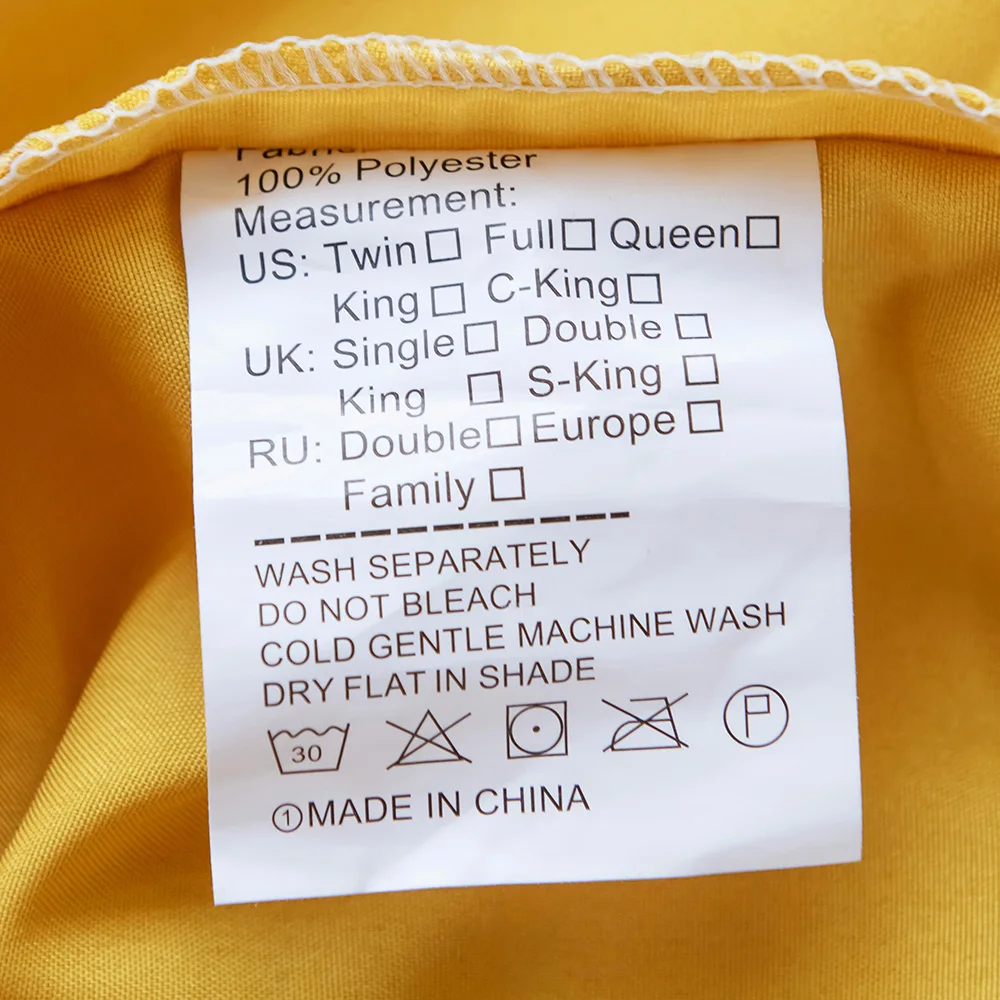 Fabric:
100% Polyester
Measurement:
US: Twin□ Full□ Queen□
King□ C-King□
UK: Single□ Double□
King □ S-King □
RU: Double□ Europe□
Family□
WASH SEPARATELY
DO NOT BLEACH
COLD GENTLE MACHINE WASH
DRY FLAT IN SHADE
30 P
①MADE IN CHINA